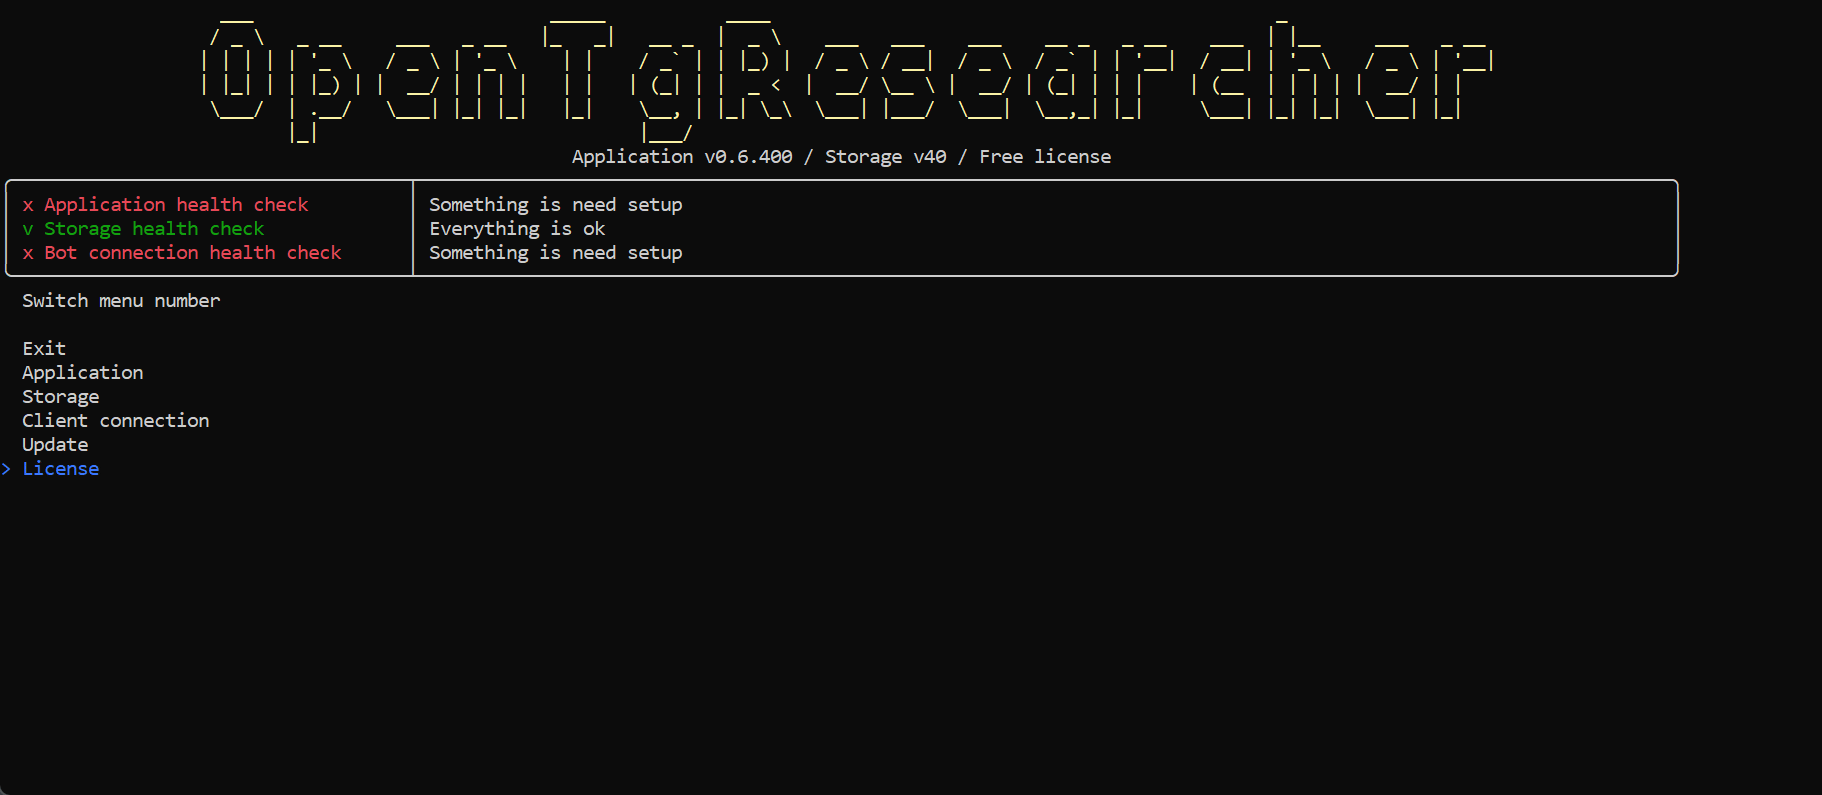 OpenTgResearcher
Application v0.6.400 / Storage v40 / Free license
x Application health check Something is need setup
v Storage health check Everything is ok
x Bot connection health check Something is need setup
Switch menu number
Exit
Application
Storage
Client connection
Update
> License